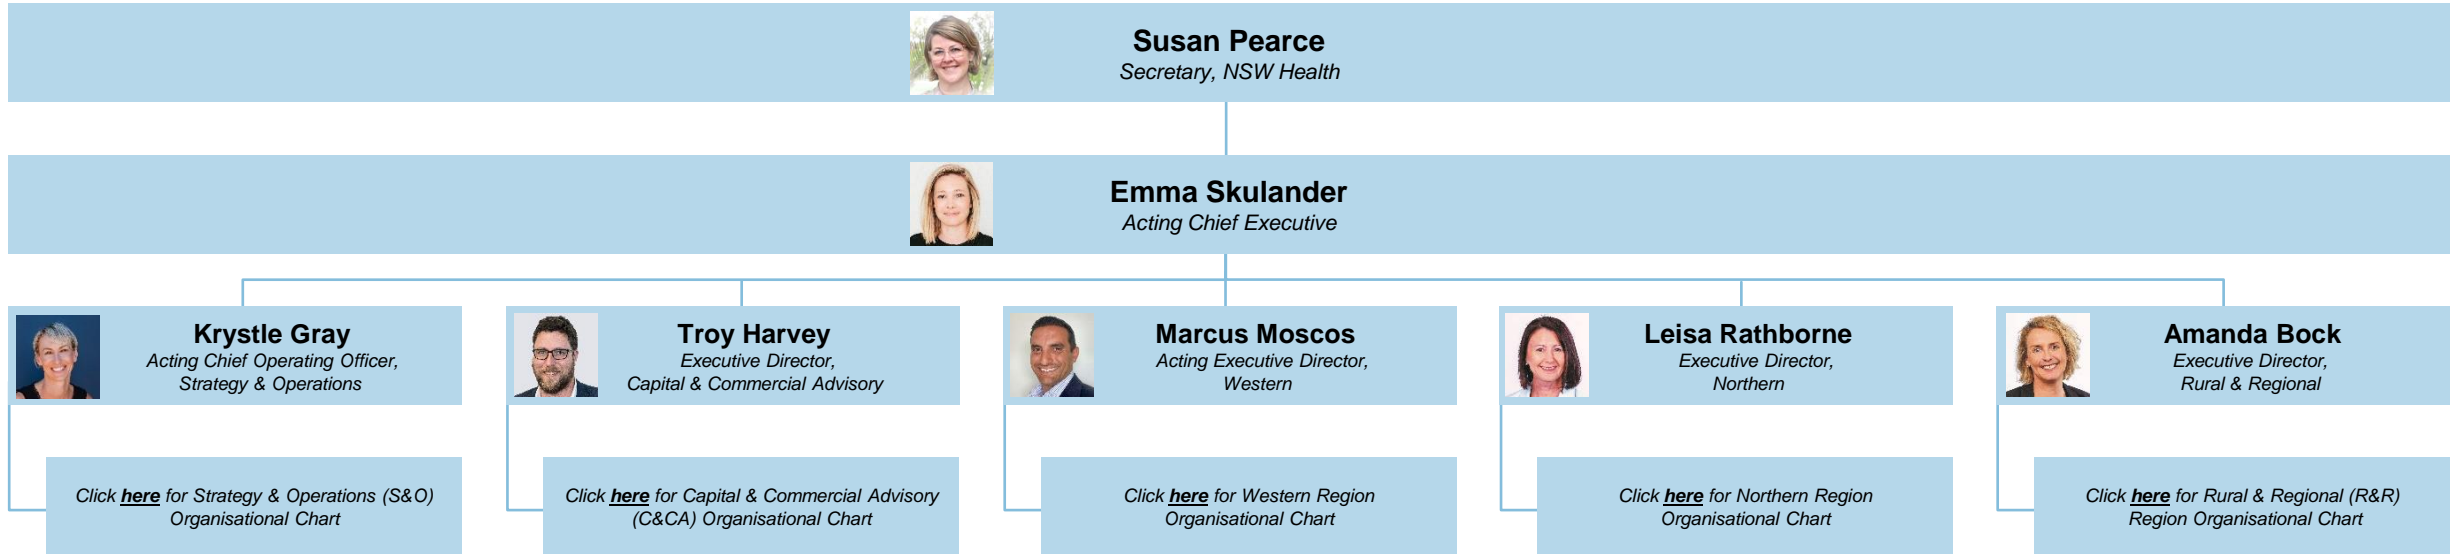 Susan Pearce
Secretary, NSW Health
Emma Skulander
Acting Chief Executive
Krystle Gray
Acting Chief Operating Officer,
Strategy & Operations
Troy Harvey
Executive Director,
Capital & Commercial Advisory
Marcus Moscos
Acting Executive Director,
Western
Leisa Rathborne
Executive Director,
Northern
Amanda Bock
Executive Director,
Rural & Regional
Click here for Strategy & Operations (S&O)
Organisational Chart
Click here for Capital & Commercial Advisory
(C&CA) Organisational Chart
Click here for Western Region
Organisational Chart
Click here for Northern Region
Organisational Chart
Click here for Rural & Regional (R&R)
Region Organisational Chart